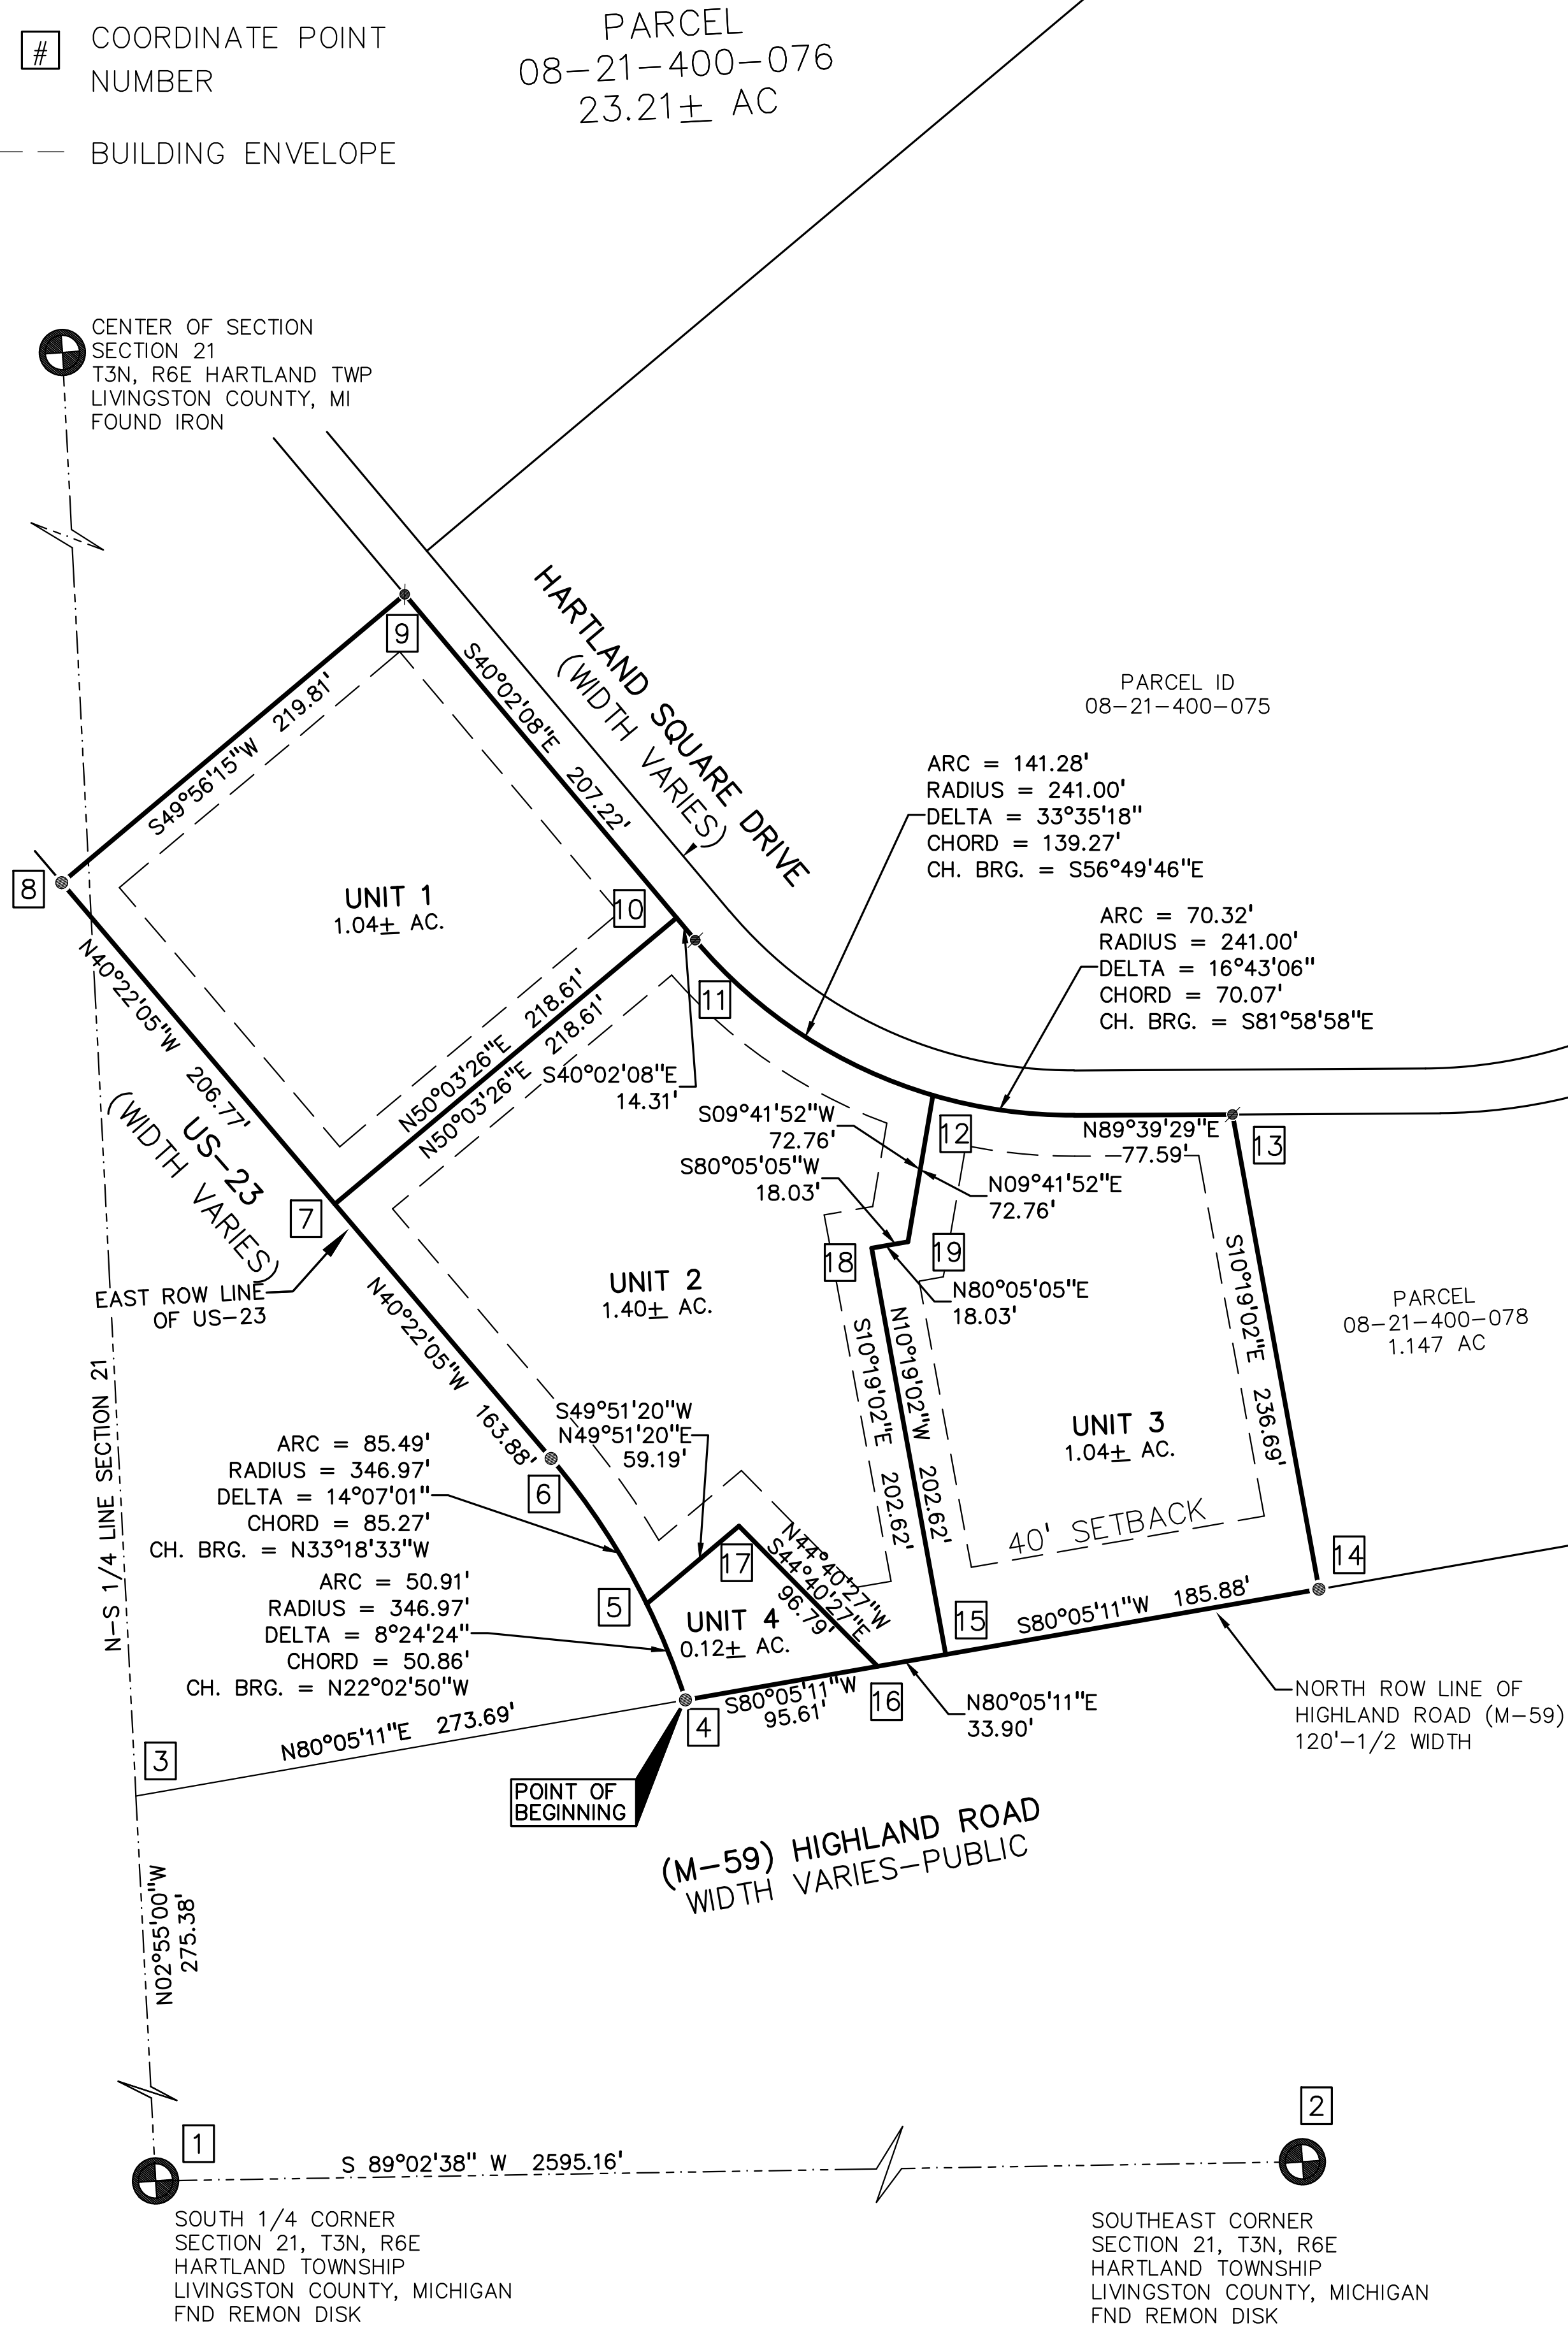 # COORDINATE POINT
NUMBER
BUILDING ENVELOPE
PARCEL
08-21-400-076
23.21± AC
CENTER OF SECTION
SECTION 21
T3N, R6E HARTLAND TWP
LIVINGSTON COUNTY, MI
FOUND IRON
HARTLAND SQUARE DRIVE
(WIDTH VARIES)
PARCEL ID
08-21-400-075
ARC = 141.28'
RADIUS = 241.00'
DELTA = 33°35'18"
CHORD = 139.27'
CH. BRG. = S56°49'46"E
ARC = 70.32'
RADIUS = 241.00'
DELTA = 16°43'06"
CHORD = 70.07'
CH. BRG. = S81°58'58"E
9
S40°02'08"E 207.22'
S49°56'15"W 219.81'
8
UNIT 1
1.04± AC.
10
11
N40°22'05"W 206.77'
N50°03'26"E 218.61'
N50°03'26"E 218.61'
S40°02'08"E
14.31'
US-23
(WIDTH VARIES)
7
EAST ROW LINE
OF US-23
S09°41'52"W
72.76'
S80°05'05"W
18.03'
12
N89°39'29"E
77.59'
13
N09°41'52"E
72.76'
18
19
N80°05'05"E
18.03'
UNIT 2
1.40± AC.
N40°22'05"W 163.88'
S10°19'02"E 202.62'
N10°19'02"W 202.62'
S10°19'02"E 236.69'
PARCEL
08-21-400-078
1.147 AC
UNIT 3
1.04± AC.
40' SETBACK
N-S 1/4 LINE SECTION 21
S49°51'20"W
N49°51'20"E
59.19'
6
ARC = 85.49'
RADIUS = 346.97'
DELTA = 14°07'01"
CHORD = 85.27'
CH. BRG. = N33°18'33"W
ARC = 50.91'
RADIUS = 346.97'
DELTA = 8°24'24"
CHORD = 50.86'
CH. BRG. = N22°02'50"W
5
17
N44°40'27"W
S44°40'27"E
96.79'
UNIT 4
0.12± AC.
14
15
S80°05'11"W 185.88'
S80°05'11"W
95.61'
16
4
N80°05'11"E
33.90'
NORTH ROW LINE OF
HIGHLAND ROAD (M-59)
120'-1/2 WIDTH
3
N80°05'11"E 273.69'
POINT OF
BEGINNING
(M-59) HIGHLAND ROAD
WIDTH VARIES-PUBLIC
N02°55'00"W
275.38'
1
2
S 89°02'38" W 2595.16'
SOUTH 1/4 CORNER
SECTION 21, T3N, R6E
HARTLAND TOWNSHIP
LIVINGSTON COUNTY, MICHIGAN
FND REMON DISK
SOUTHEAST CORNER
SECTION 21, T3N, R6E
HARTLAND TOWNSHIP
LIVINGSTON COUNTY, MICHIGAN
FND REMON DISK